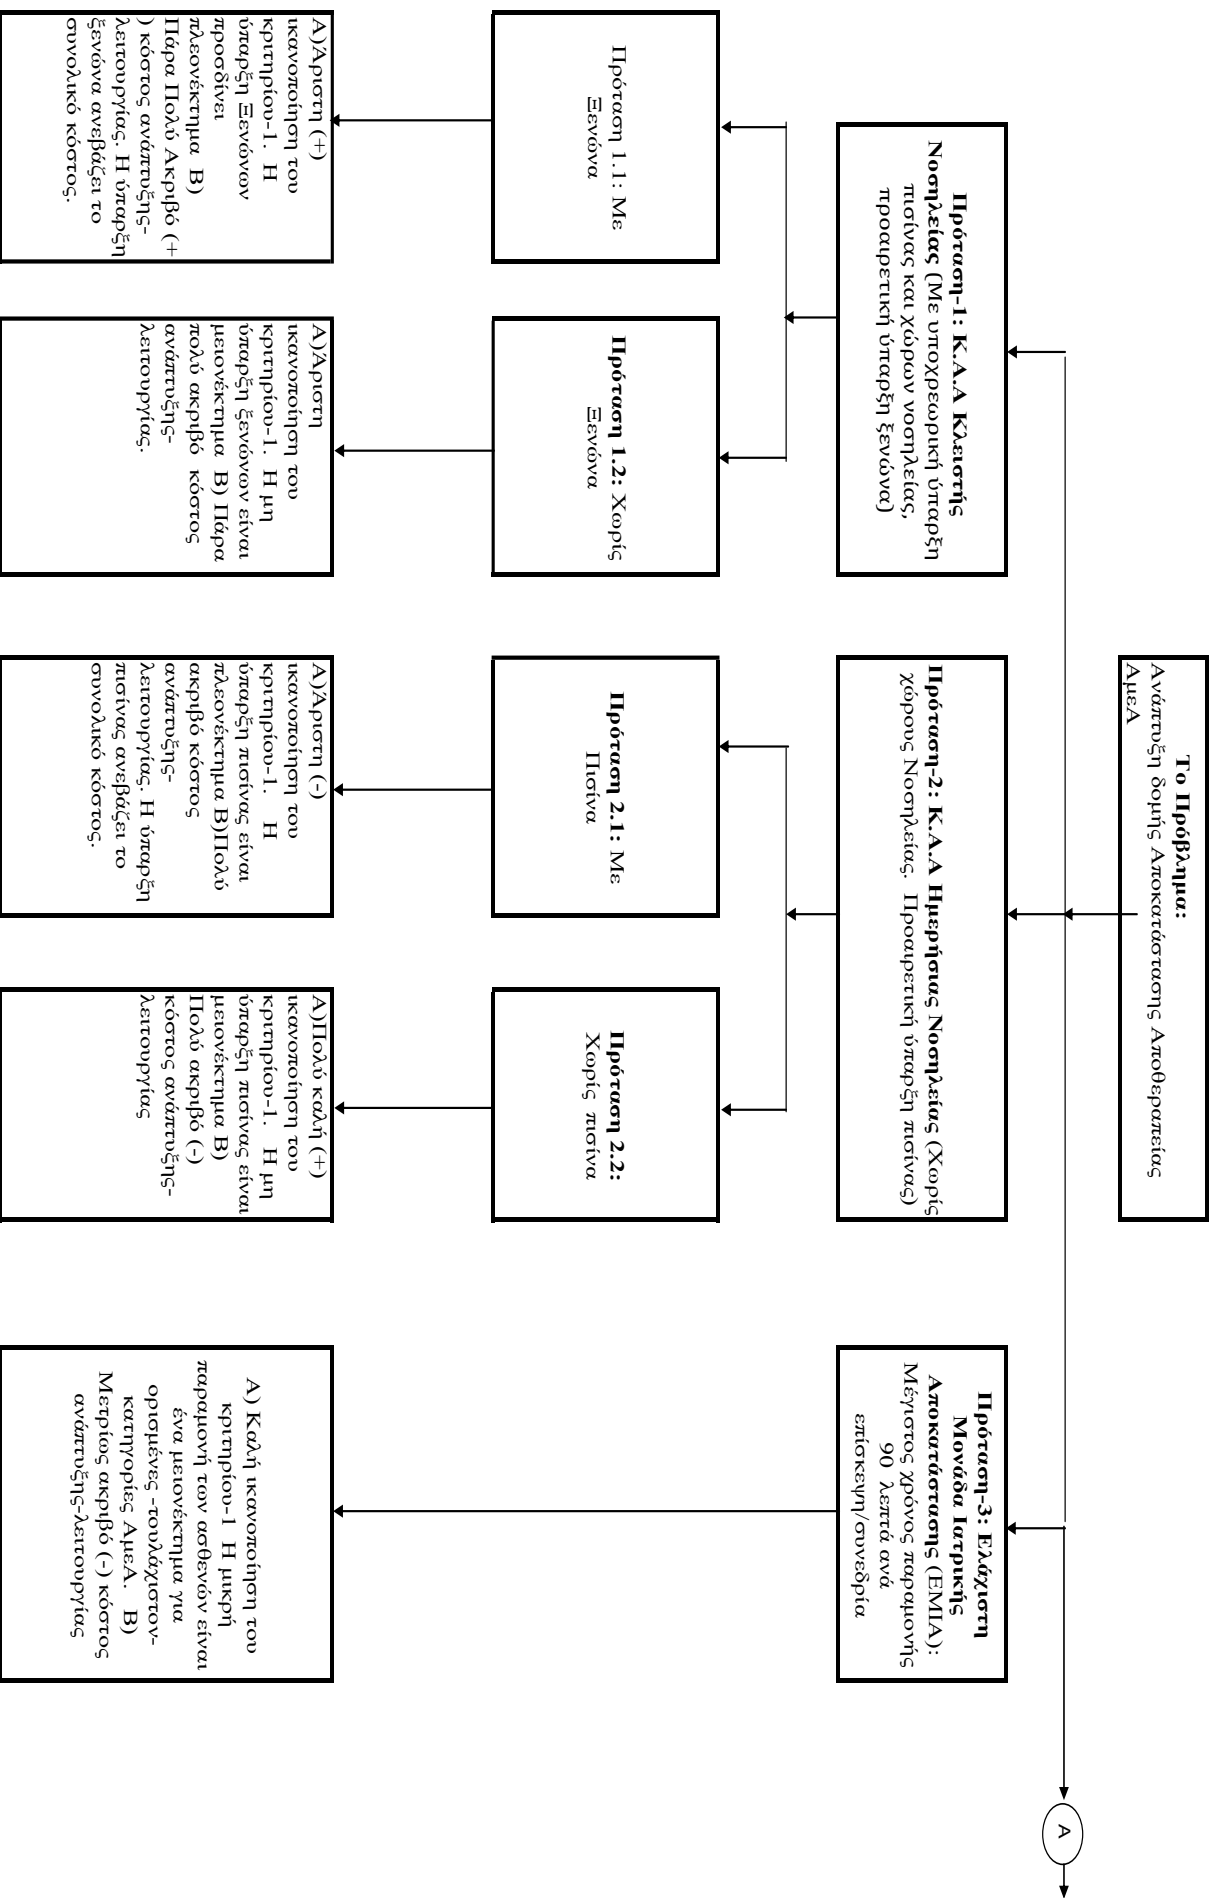 Το Πρόβλημα:
Ανάπτυξη δομής Αποκατάστασης Αποθεραπείας
ΑμεΑ
Πρόταση-1: Κ.Α.Α Κλειστής
Νοσηλείας (Με υποχρεωρική ύπαρξη
πισίνας και χώρων νοσηλείας,
προαιρετική ύπαρξη ξενώνα)
Πρόταση-2: Κ.Α.Α Ημερήσιας Νοσηλείας (Χωρίς
χώρους Νοσηλείας. Προαιρετική ύπαρξη πισίνας)
Πρόταση-3: Ελάχιστη
Μονάδα Ιατρικής
Αποκατάστασης (ΕΜΙΑ):
Μέγιστος χρόνος παραμονής
90 λεπτά ανά
επίσκεψη/συνεδρία
Α
Πρόταση 1.1: Με
Ξενώνα
Πρόταση 1.2: Χωρίς
Ξενώνα
Πρόταση 2.1: Με
Πισίνα
Πρόταση 2.2:
Χωρίς πισίνα
Α)Άριστη (+)
ικανοποίηση του
κριτηρίου-1. Η
ύπαρξη Ξενώνων
προσδίνει
πλεονέκτημα Β)
Πάρα Πολύ Ακριβό (+
) κόστος ανάπτυξης-
λειτουργίας. Η ύπαρξη
ξενώνα ανεβάζει το
συνολικό κόστος.
Α)Άριστη
ικανοποίηση του
κριτηρίου-1. Η μη
ύπαρξη ξενώνων είναι
μειονέκτημα Β) Πάρα
πολύ ακριβό κόστος
ανάπτυξης-
λειτουργίας.
Α)Άριστη (-)
ικανοποίηση του
κριτηρίου-1. Η
ύπαρξη πισίνας είναι
πλεονέκτημα Β)Πολύ
ακριβό κόστος
ανάπτυξης-
λειτουργίας. Η ύπαρξη
πισίνας ανεβάζει το
συνολικό κόστος.
Α)Πολύ καλή (+)
ικανοποίηση του
κριτηρίου-1. Η μη
ύπαρξη πισίνας είναι
μειονέκτημα Β)
Πολύ ακριβό (-)
κόστος ανάπτυξης-
λειτουργίας
Α) Καλή ικανοποίηση του
κριτηρίου-1 Η μικρή
παραμονή των ασθενών είναι
ένα μειονέκτημα για
ορισμένες -τουλάχιστον-
κατηγορίες ΑμεΑ. Β)
Μετρίως ακριβό (-) κόστος
ανάπτυξης-λειτουργίας